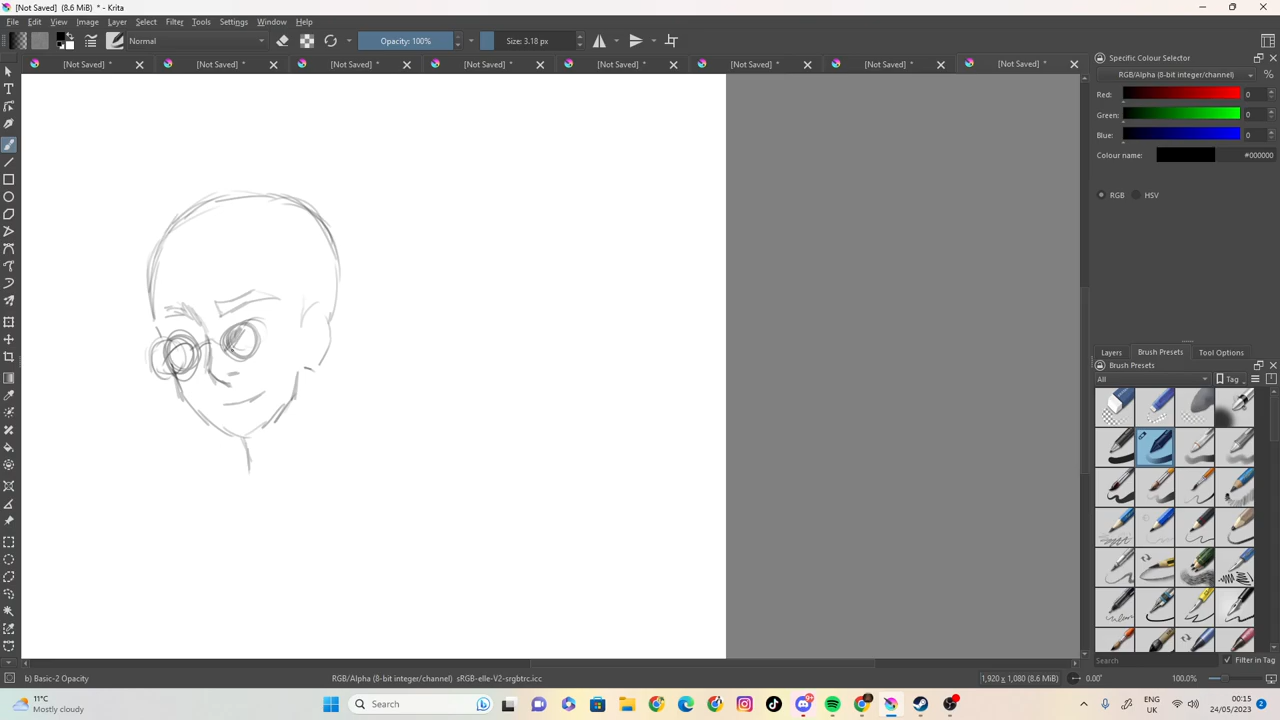 [Not Saved] (8.6 MiB) * - Krita
File Edit View Image Layer Select Filter Tools Settings Window Help
Normal Opacity: 100% Size: 3.18 px
[Not Saved] * [Not Saved] * [Not Saved] * [Not Saved] * [Not Saved] * [Not Saved] * [Not Saved] * [Not Saved] *
Specific Colour Selector
RGB/Alpha (8-bit integer/channel) %
Red: 0
Green: 0
Blue: 0
Colour name: #000000
RGB HSV
Layers Brush Presets Tool Options
Brush Presets
All Tag
Search Filter in Tag
b) Basic-2 Opacity RGB/Alpha (8-bit integer/channel) sRGB-elle-V2-srgbtrc.icc 1,920 x 1,080 (8.6 MiB) 0.00° 100.0%
11°C
Mostly cloudy
Search
9+
ENG
UK
00:15
24/05/2023
2